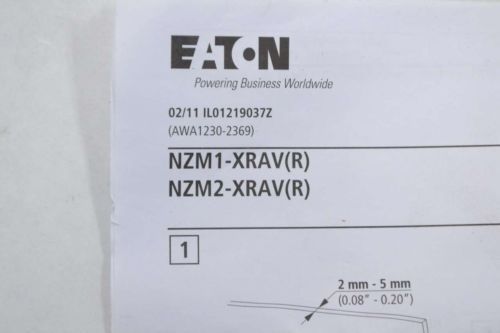 EATON
Powering Business Worldwide
02/11 IL01219037Z
(AWA1230-2369)
NZM1-XRAV(R)
NZM2-XRAV(R)
1
2 mm - 5 mm
(0.08" - 0.20")